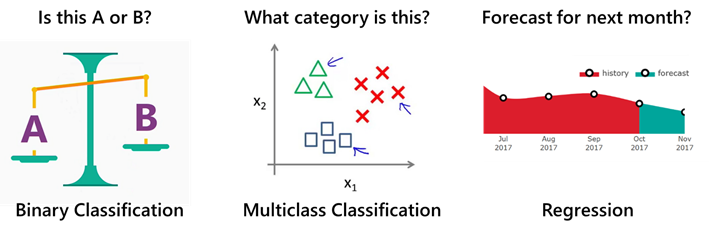 Is this A or B?
A
B
Binary Classification
What category is this?
x2
x1
Multiclass Classification
Forecast for next month?
history forecast
Jul Aug Sep Oct Nov
2017 2017 2017 2017 2017
Regression